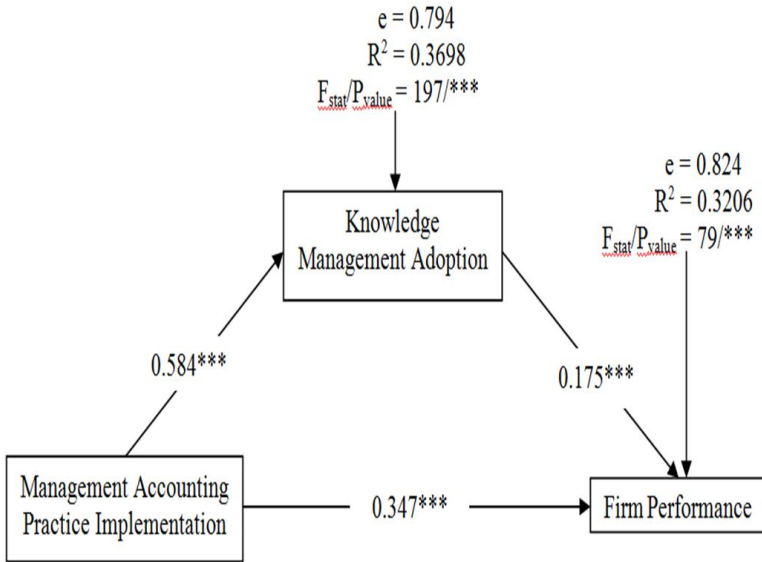 e = 0.794
R² = 0.3698
Fstat/Pvalue = 197/***
e = 0.824
R² = 0.3206
Fstat/Pvalue = 79/***
Knowledge
Management Adoption
0.584***
0.175***
Management Accounting
Practice Implementation
0.347***
Firm Performance